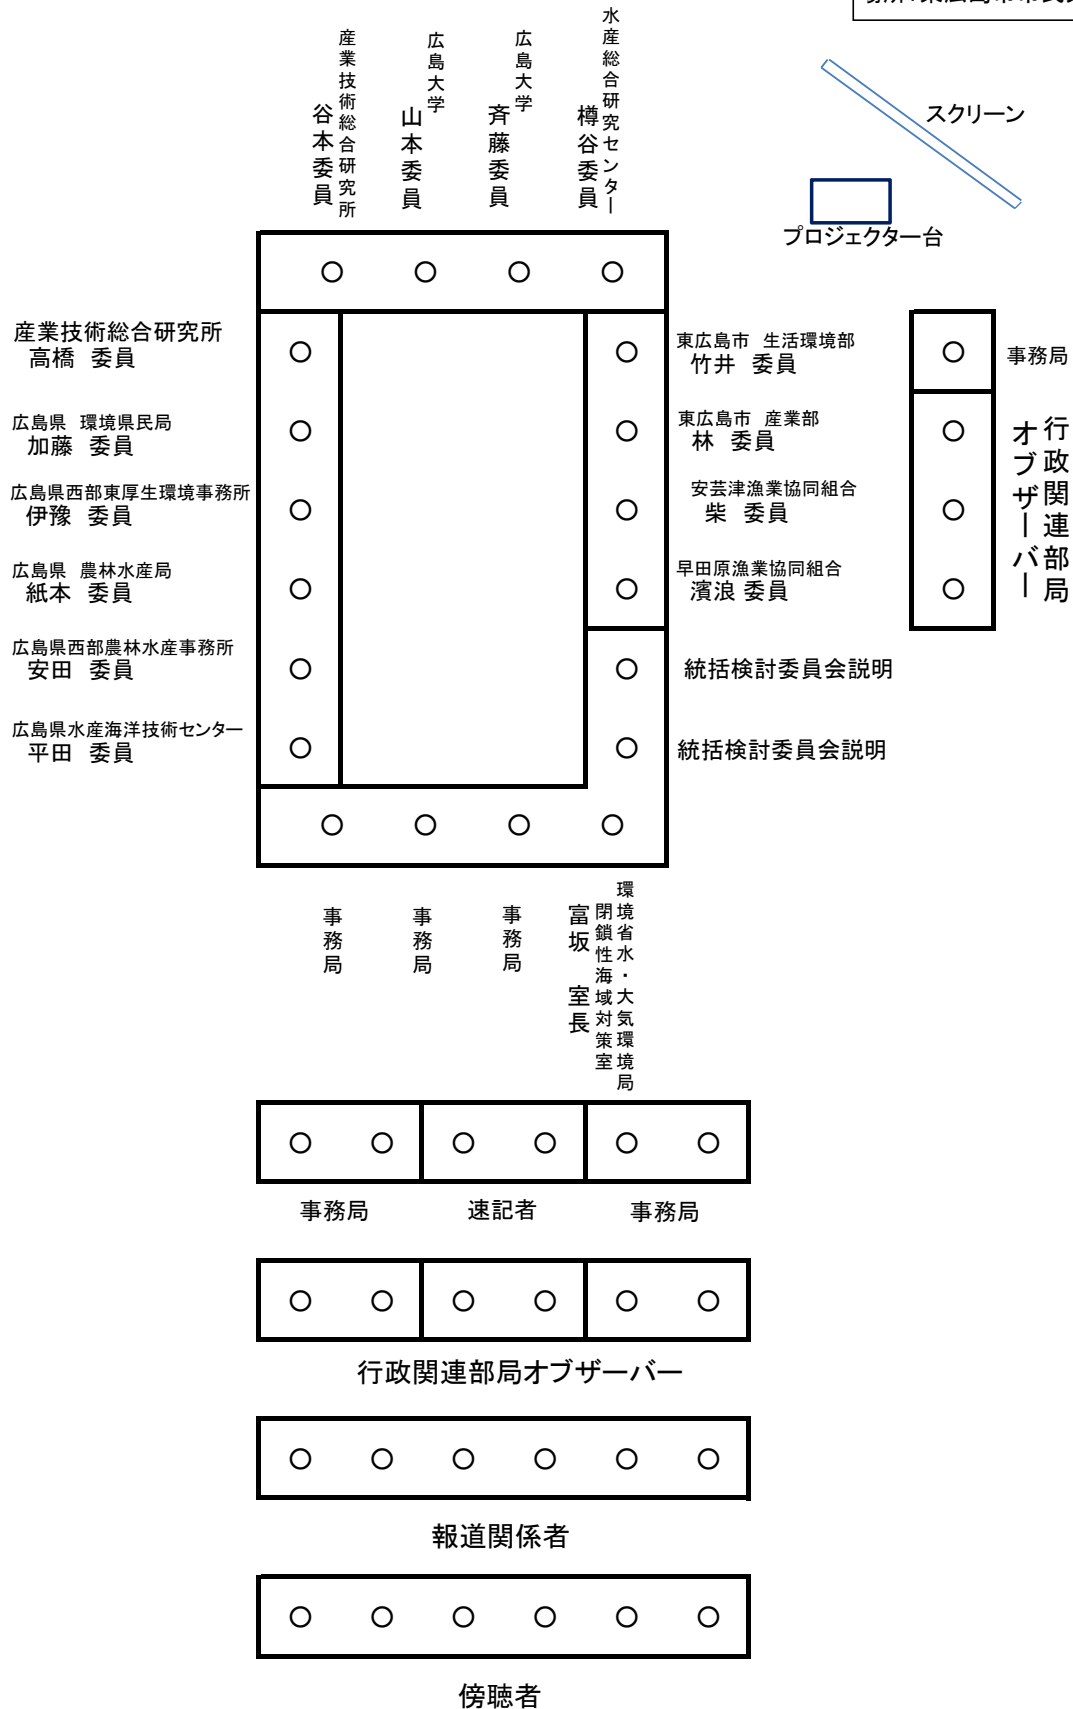 産業技術総合研究所
谷本委員
広島大学
山本委員
広島大学
斉藤委員
水産総合研究センター
樽谷委員
スクリーン
プロジェクター台
産業技術総合研究所
高橋 委員
広島県 環境県民局
加藤 委員
広島県西部東厚生環境事務所
伊豫 委員
広島県 農林水産局
紙本 委員
広島県西部農林水産事務所
安田 委員
広島県水産海洋技術センター
平田 委員
東広島市 生活環境部
竹井 委員
東広島市 産業部
林 委員
安芸津漁業協同組合
柴 委員
早田原漁業協同組合
濱浪 委員
統括検討委員会説明
統括検討委員会説明
事務局
行政関連部局
オブザーバー
事務局
事務局
事務局
環境省水・大気環境局
閉鎖性海域対策室
富坂 室長
事務局
速記者
事務局
行政関連部局オブザーバー
報道関係者
傍聴者